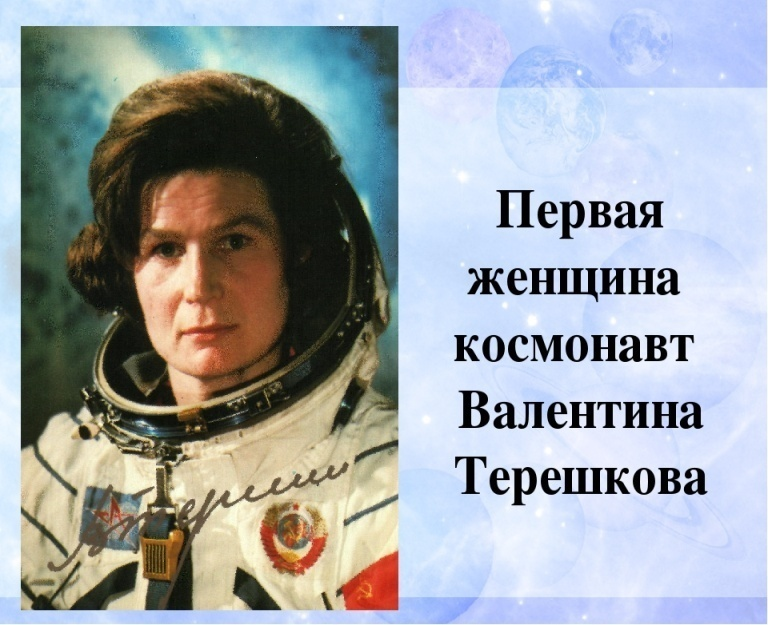 Первая
женщина
космонавт
Валентина
Терешкова